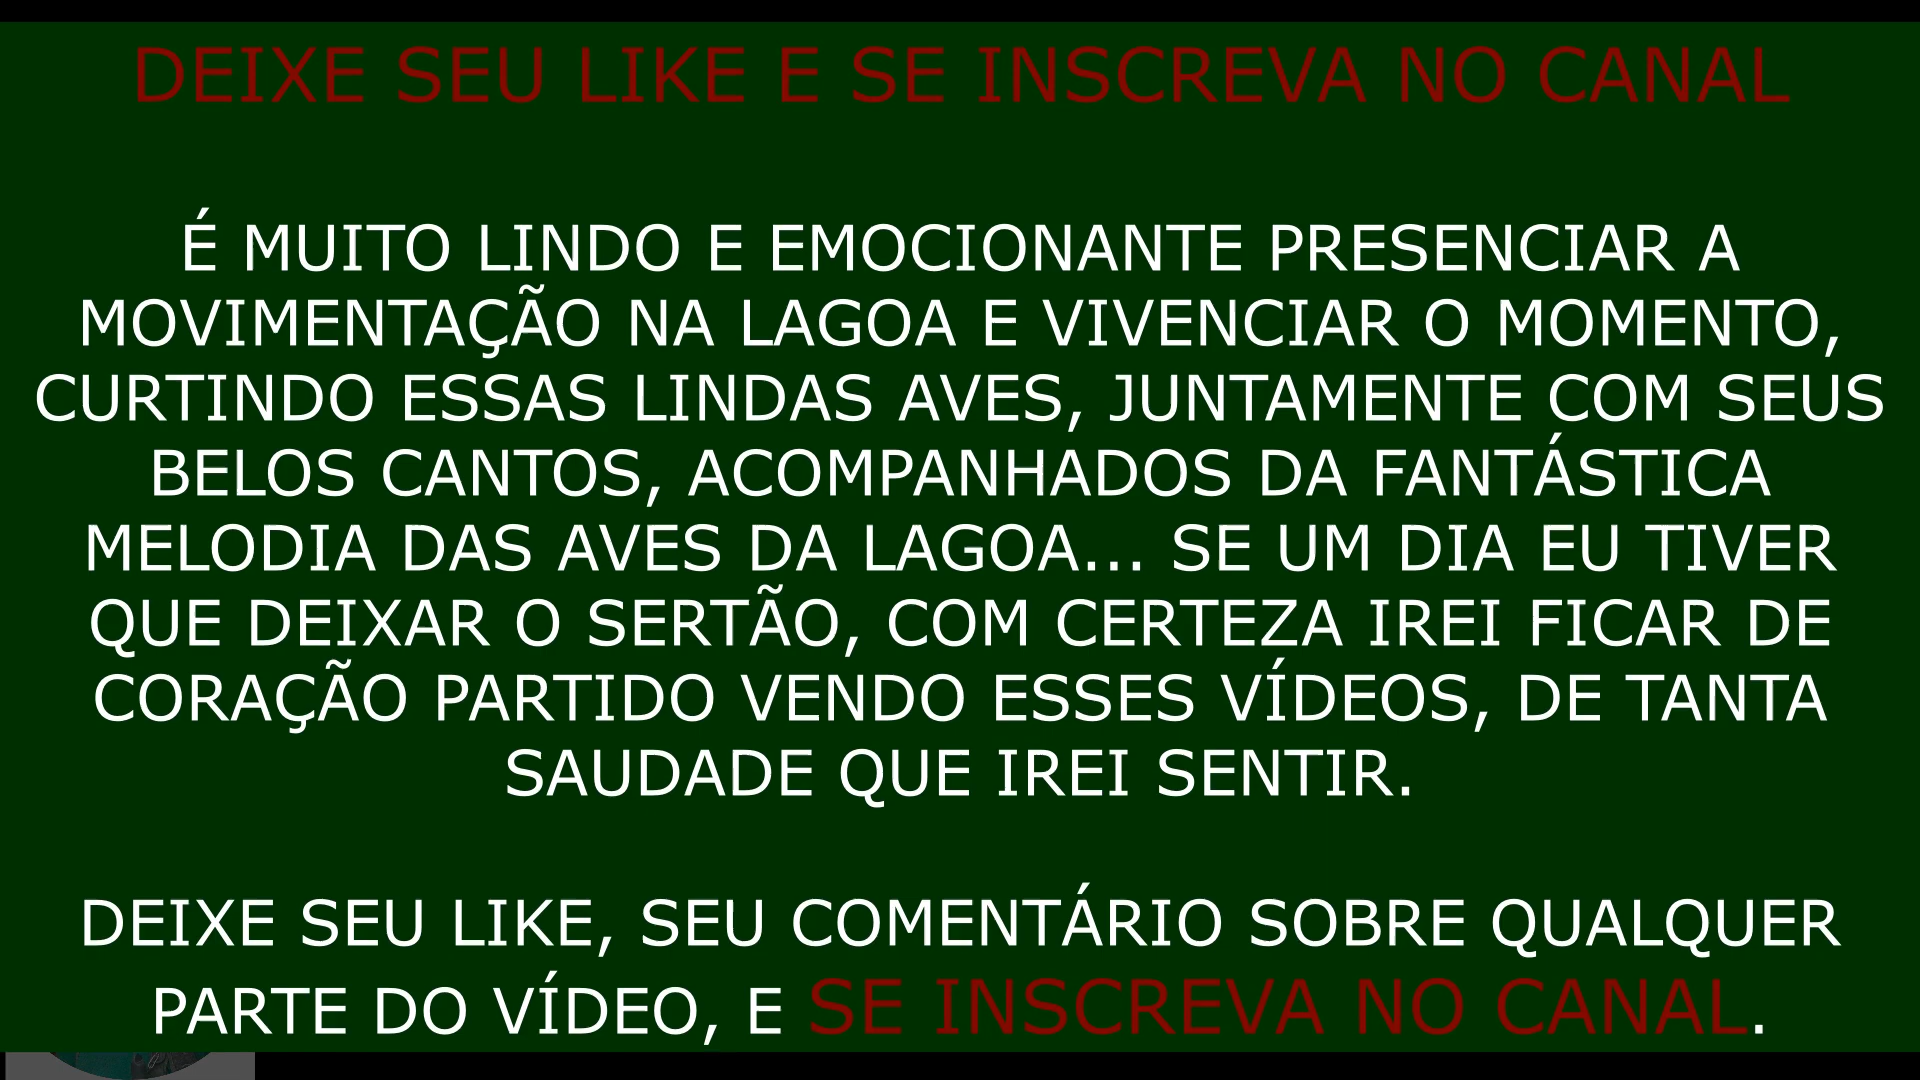 DEIXE SEU LIKE E SE INSCREVA NO CANAL
É MUITO LINDO E EMOCIONANTE PRESENCIAR A
MOVIMENTAÇÃO NA LAGOA E VIVENCIAR O MOMENTO,
CURTINDO ESSAS LINDAS AVES, JUNTAMENTE COM SEUS
BELOS CANTOS, ACOMPANHADOS DA FANTÁSTICA
MELODIA DAS AVES DA LAGOA... SE UM DIA EU TIVER
QUE DEIXAR O SERTÃO, COM CERTEZA IREI FICAR DE
CORAÇÃO PARTIDO VENDO ESSES VÍDEOS, DE TANTA
SAUDADE QUE IREI SENTIR.
DEIXE SEU LIKE, SEU COMENTÁRIO SOBRE QUALQUER
PARTE DO VÍDEO, E SE INSCREVA NO CANAL.